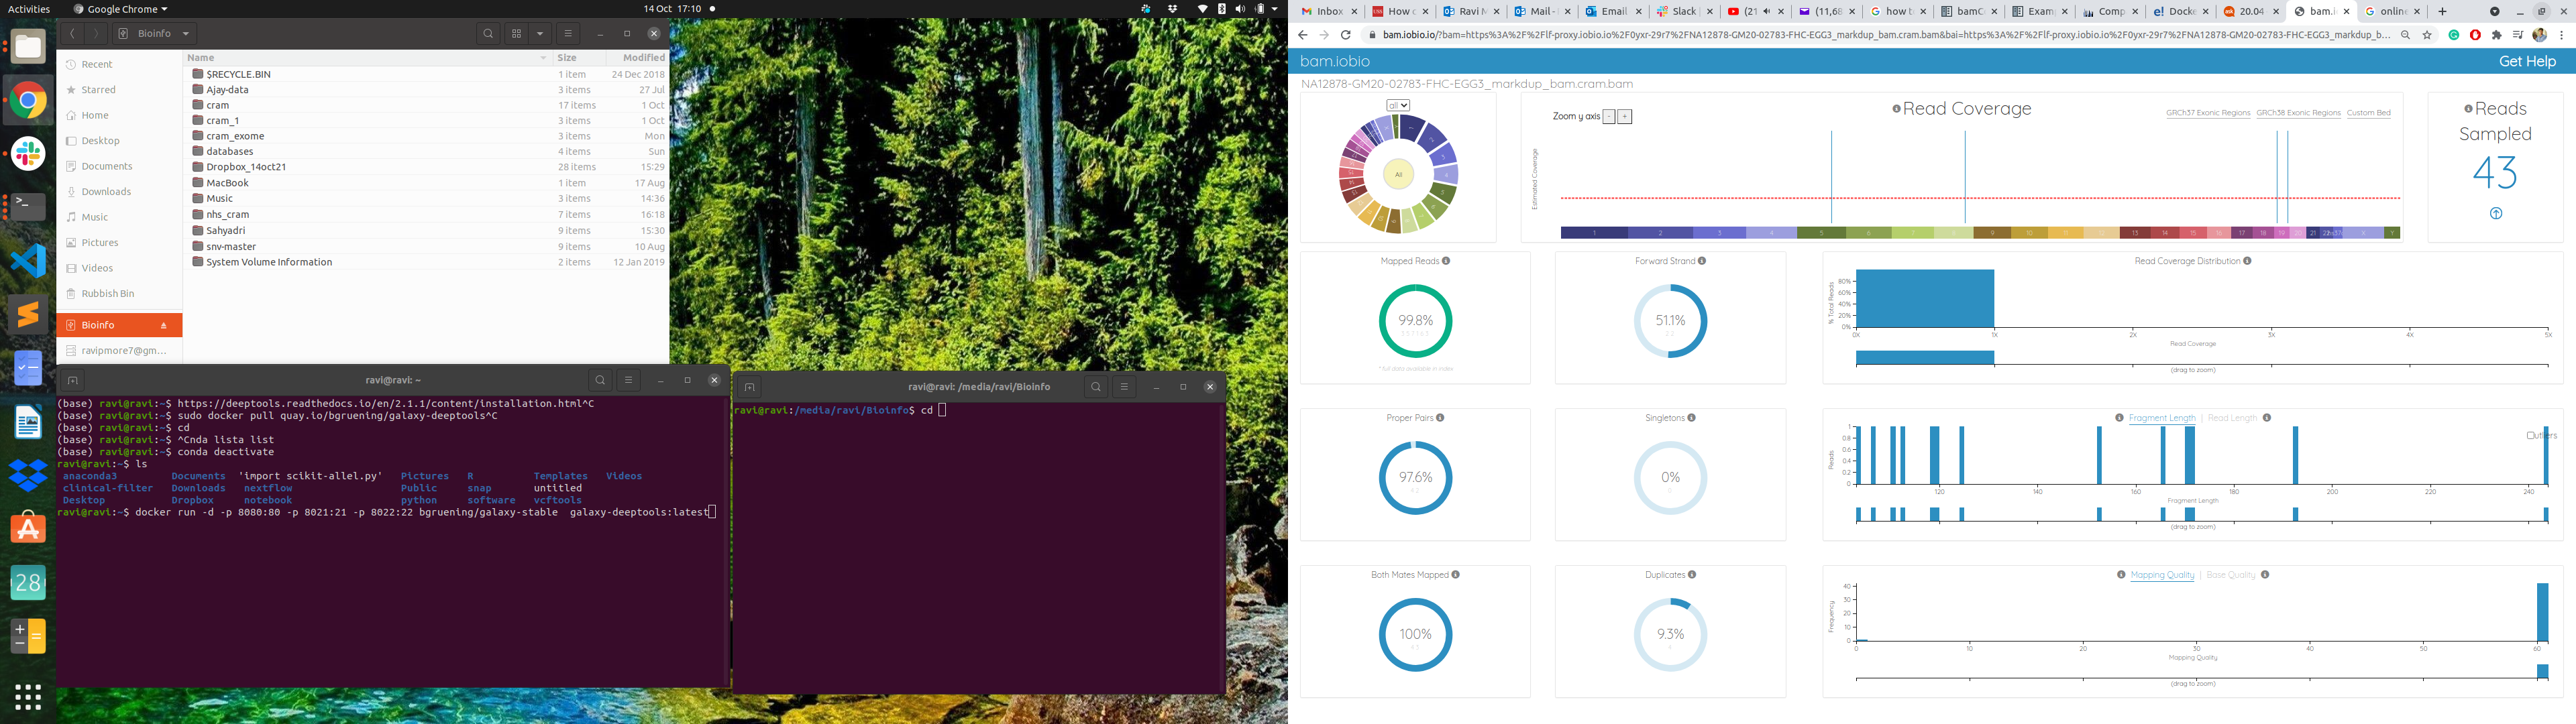 Activities
Google Chrome
14 Oct 17:10
Bioinfo
Recent
Starred
Home
Desktop
Documents
Downloads
Music
Pictures
Videos
Rubbish Bin
Bioinfo
ravipmore7@gm...
Name Size Modified
$RECYCLE.BIN 1 item 24 Dec 2018
Ajay-data 3 items 27 Jul
cram 17 items 1 Oct
cram_1 3 items 1 Oct
cram_exome 3 items Mon
databases 4 items Sun
Dropbox_14oct21 28 items 15:29
MacBook 1 item 17 Aug
Music 3 items 14:36
nhs_cram 7 items 16:18
Sahyadri 9 items 15:30
snv-master 9 items 10 Aug
System Volume Information 2 items 12 Jan 2019
28
ravi@ravi: ~
(base) ravi@ravi:~$ https://deeptools.readthedocs.io/en/2.1.1/content/installation.html^C
(base) ravi@ravi:~$ sudo docker pull quay.io/bgruening/galaxy-deeptools^C
(base) ravi@ravi:~$ cd
(base) ravi@ravi:~$ ^Cnda lista list
(base) ravi@ravi:~$ conda deactivate
ravi@ravi:~$ ls
anaconda3 Documents 'import scikit-allel.py' Pictures R Templates Videos
clinical-filter Downloads nextflow Public snap untitled
Desktop Dropbox notebook python software vcftools
ravi@ravi:~$ docker run -d -p 8080:80 -p 8021:21 -p 8022:22 bgruening/galaxy-stable galaxy-deeptools:latest
ravi@ravi: /media/ravi/Bioinfo
ravi@ravi:/media/ravi/Bioinfo$ cd
Inbox
How c
Ravi M
Mail -
Email
Slack
(21
(11,68
how to
bamCo
Examp
Comp
Docke
20.04
bam.i
online
bam.iobio.io/?bam=https%3A%2F%2Flf-proxy.iobio.io%2F0yxr-29r7%2FNA12878-GM20-02783-FHC-EGG3_markdup_bam.cram.bam&bai=https%3A%2F%2Flf-proxy.iobio.io%2F0yxr-29r7%2FNA12878-GM20-02783-FHC-EGG3_markdup_b...
bam.iobio
Get Help
NA12878-GM20-02783-FHC-EGG3_markdup_bam.cram.bam
all
All
Zoom y axis - +
Read Coverage
GRCh37 Exonic Regions GRCh38 Exonic Regions Custom Bed
Estimated Coverage
1 2 3 4 5 6 7 8 9 10 11 12 13 14 15 16 17 18 19 20 21 X Y
Reads
Sampled
43
Mapped Reads
99.8%
* full data available in index
Forward Strand
51.1%
22
Read Coverage Distribution
% Total Reads
80%
60%
40%
20%
0%
0X 1X 2X 3X 4X 5X
Read Coverage
(drag to zoom)
Proper Pairs
97.6%
42
Singletons
0%
0
Fragment Length | Read Length
Outliers
Reads
1
0.8
0.6
0.4
0.2
0
120 140 160 180 200 220 240
Fragment Length
(drag to zoom)
Both Mates Mapped
100%
43
Duplicates
9.3%
4
Mapping Quality | Base Quality
Frequency
40
30
20
10
0
0 10 20 30 40 50 60
Mapping Quality
(drag to zoom)